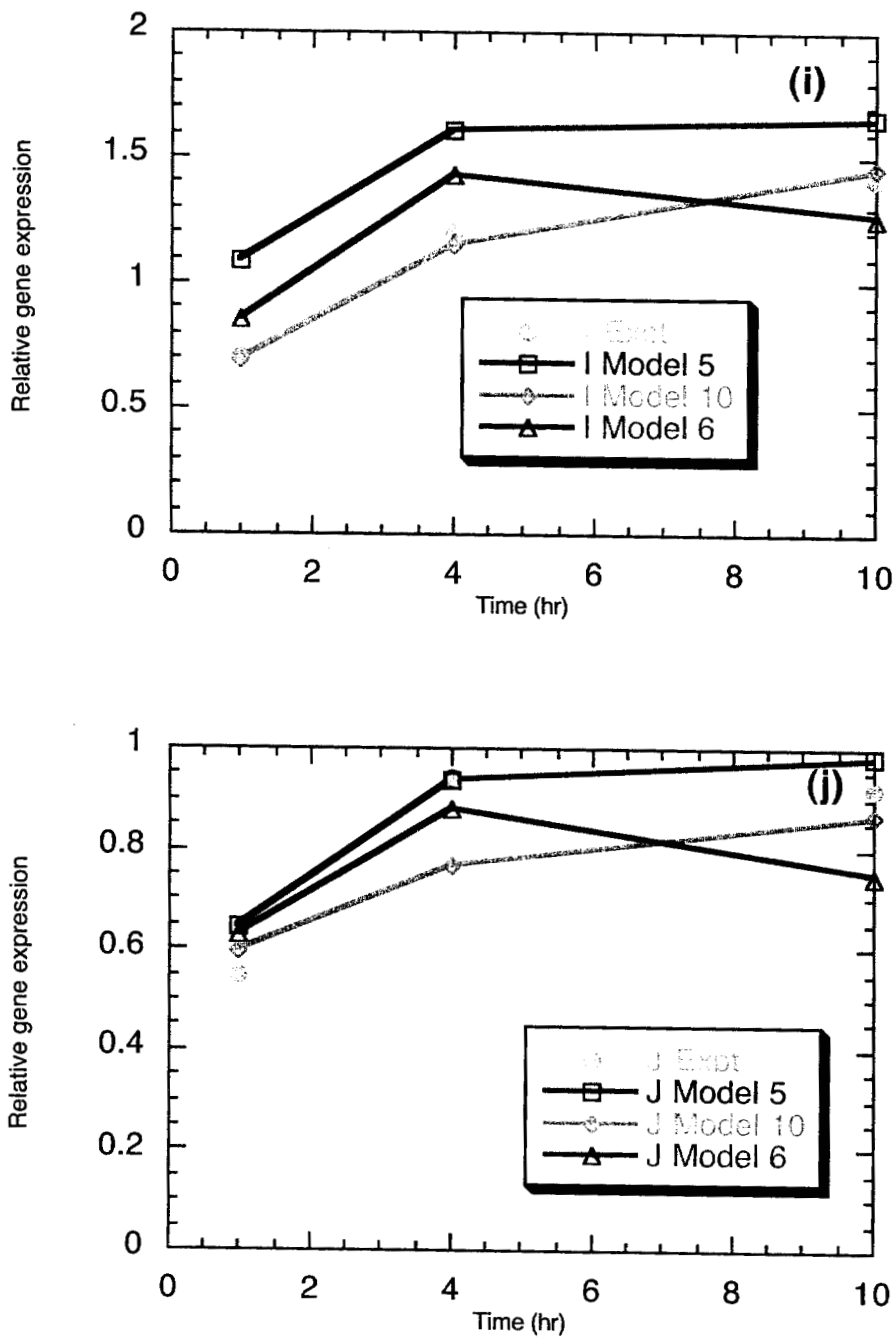 2
(i)
1.5
Relative gene expression
1
I Expt
I Model 5
I Model 10
I Model 6
0.5
0
0 2 4 6 8 10
Time (hr)
1
(j)
0.8
Relative gene expression
0.6
0.4
J Expt
J Model 5
J Model 10
J Model 6
0.2
0
0 2 4 6 8 10
Time (hr)